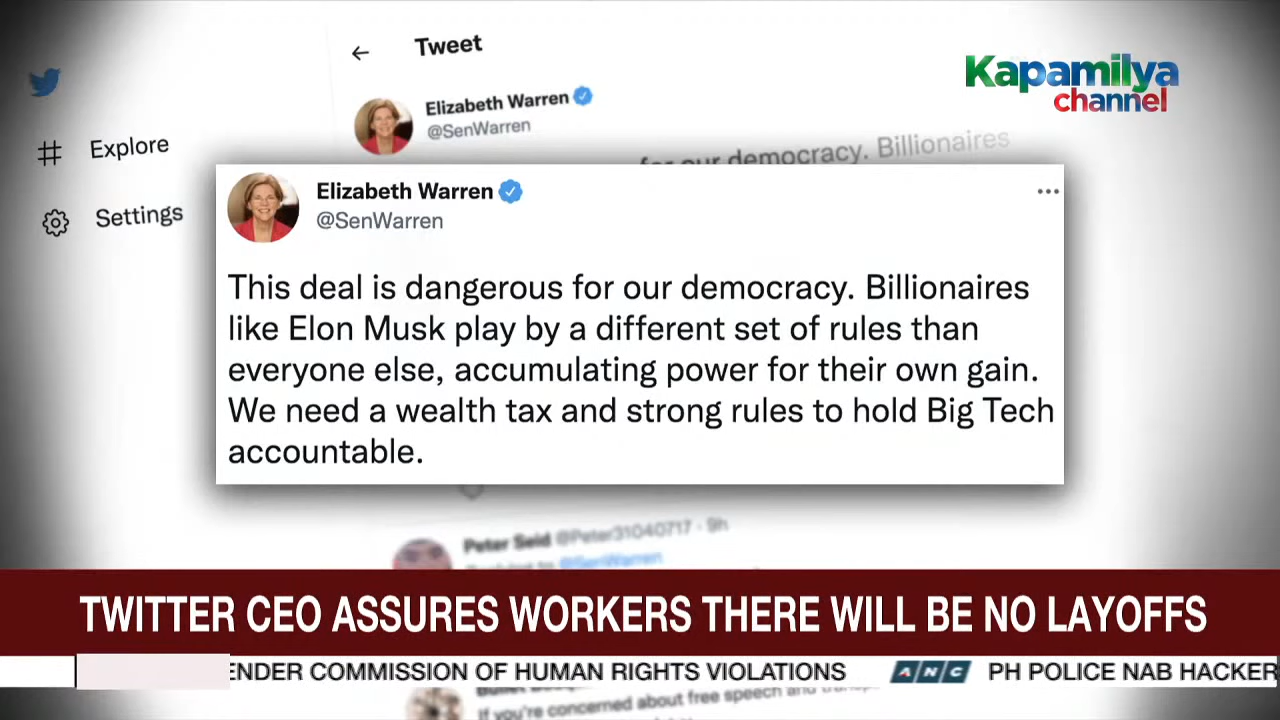 Tweet
Kapamilya
channel
Elizabeth Warren
@SenWarren
Explore
for our democracy. Billionaires
Settings
Elizabeth Warren
@SenWarren
This deal is dangerous for our democracy. Billionaires
like Elon Musk play by a different set of rules than
everyone else, accumulating power for their own gain.
We need a wealth tax and strong rules to hold Big Tech
accountable.
Peter Seid @Peter31040717 · 9h
@SenWarren
TWITTER CEO ASSURES WORKERS THERE WILL BE NO LAYOFFS
ENDER COMMISSION OF HUMAN RIGHTS VIOLATIONS ANC PH POLICE NAB HACKER
If you're concerned about free speech and